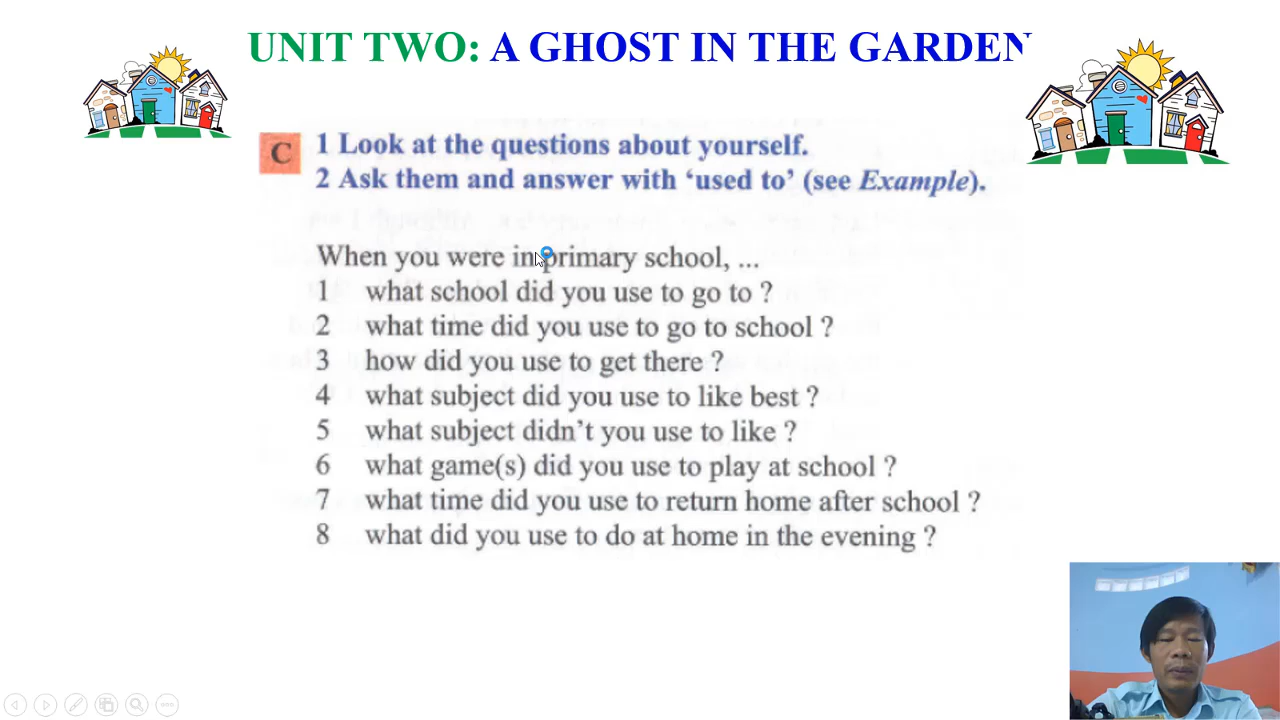 UNIT TWO: A GHOST IN THE GARDEN
C
1 Look at the questions about yourself.
2 Ask them and answer with ‘used to’ (see Example).
When you were in primary school, ...
1 what school did you use to go to ?
2 what time did you use to go to school ?
3 how did you use to get there ?
4 what subject did you use to like best ?
5 what subject didn’t you use to like ?
6 what game(s) did you use to play at school ?
7 what time did you use to return home after school ?
8 what did you use to do at home in the evening ?